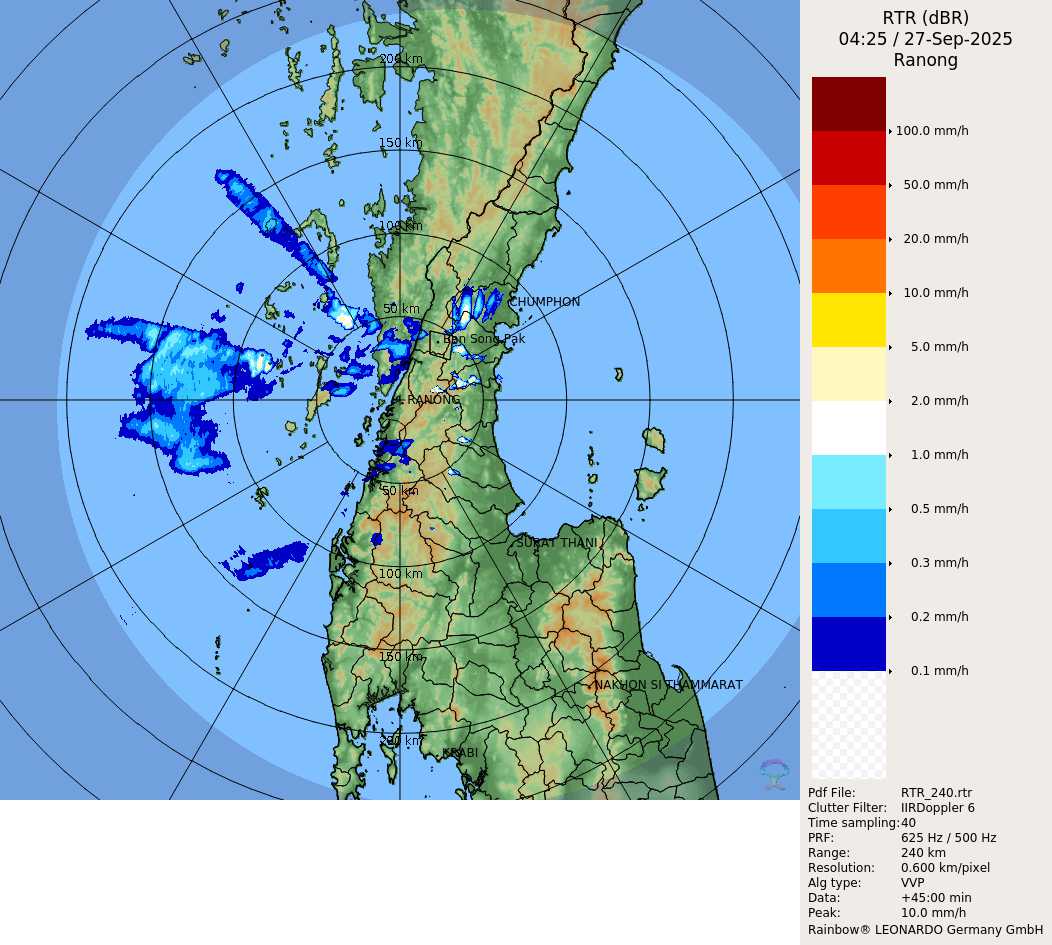 RTR (dBR)
04:25 / 27-Sep-2025
Ranong
200 km
150 km
100 km
50 km
CHUMPHON
Ban Song Pak
RANONG
50 km
SURAT THANI
100 km
150 km
NAKHON SI THAMMARAT
200 km
KRABI
100.0 mm/h
50.0 mm/h
20.0 mm/h
10.0 mm/h
5.0 mm/h
2.0 mm/h
1.0 mm/h
0.5 mm/h
0.3 mm/h
0.2 mm/h
0.1 mm/h
Pdf File: RTR_240.rtr
Clutter Filter: IIRDoppler 6
Time sampling:40
PRF: 625 Hz / 500 Hz
Range: 240 km
Resolution: 0.600 km/pixel
Alg type: VVP
Data: +45:00 min
Peak: 10.0 mm/h
Rainbow® LEONARDO Germany GmbH